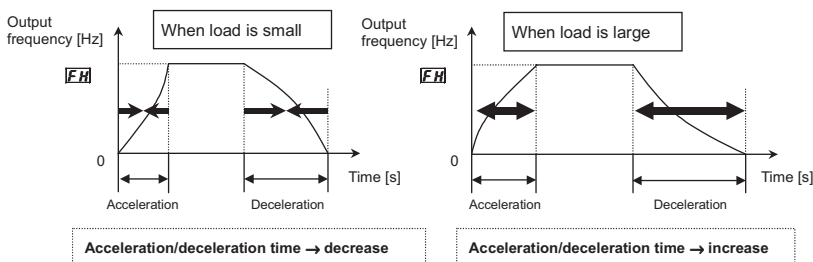 Output
frequency [Hz]
When load is small
FH
0
Time [s]
Acceleration
Deceleration
Acceleration/deceleration time → decrease
Output
frequency [Hz]
When load is large
FH
0
Time [s]
Acceleration
Deceleration
Acceleration/deceleration time → increase